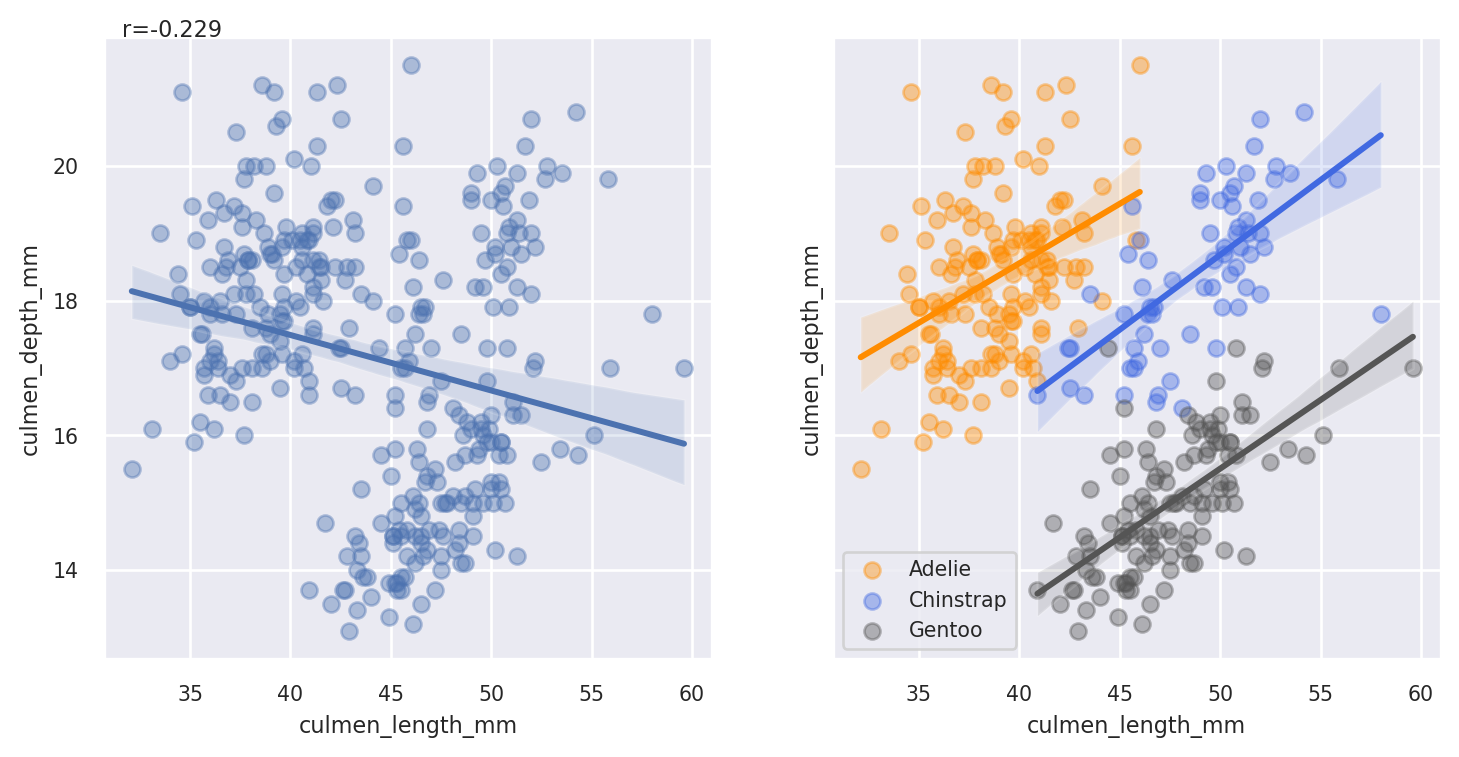 r=-0.229
culmen_depth_mm
20
18
16
14
35 40 45 50 55 60
culmen_length_mm
culmen_depth_mm
Adelie
Chinstrap
Gentoo
35 40 45 50 55 60
culmen_length_mm